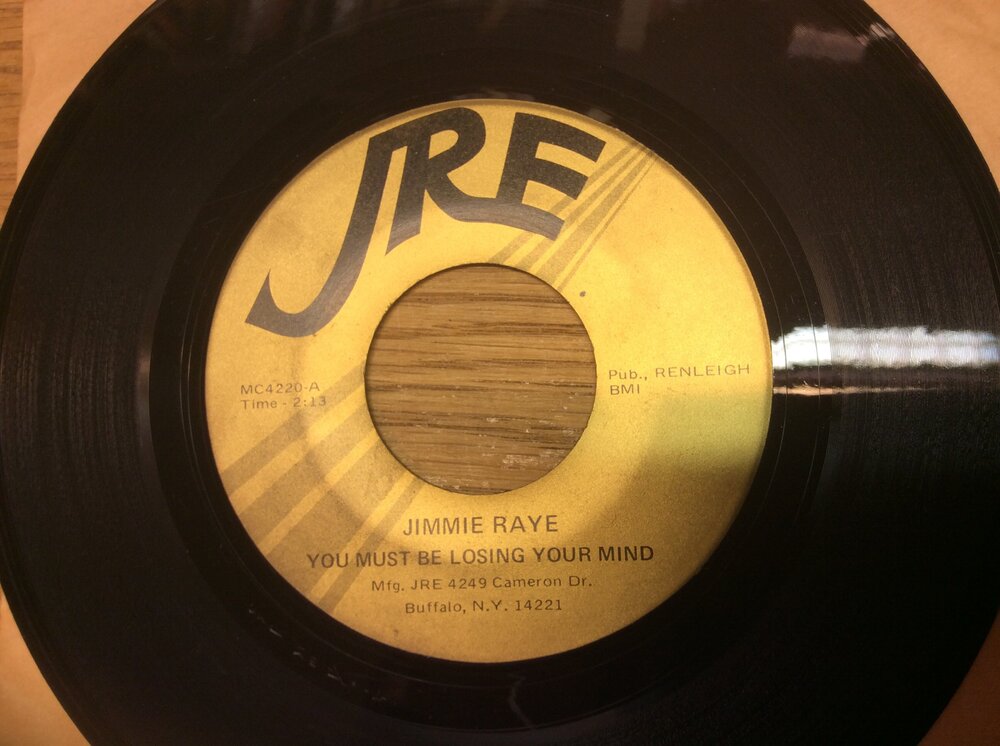 JRE
MC4220-A
Time - 2:13
Pub., RENLEIGH
BMI
JIMMIE RAYE
YOU MUST BE LOSING YOUR MIND
Mfg. JRE 4249 Cameron Dr.
Buffalo, N.Y. 14221